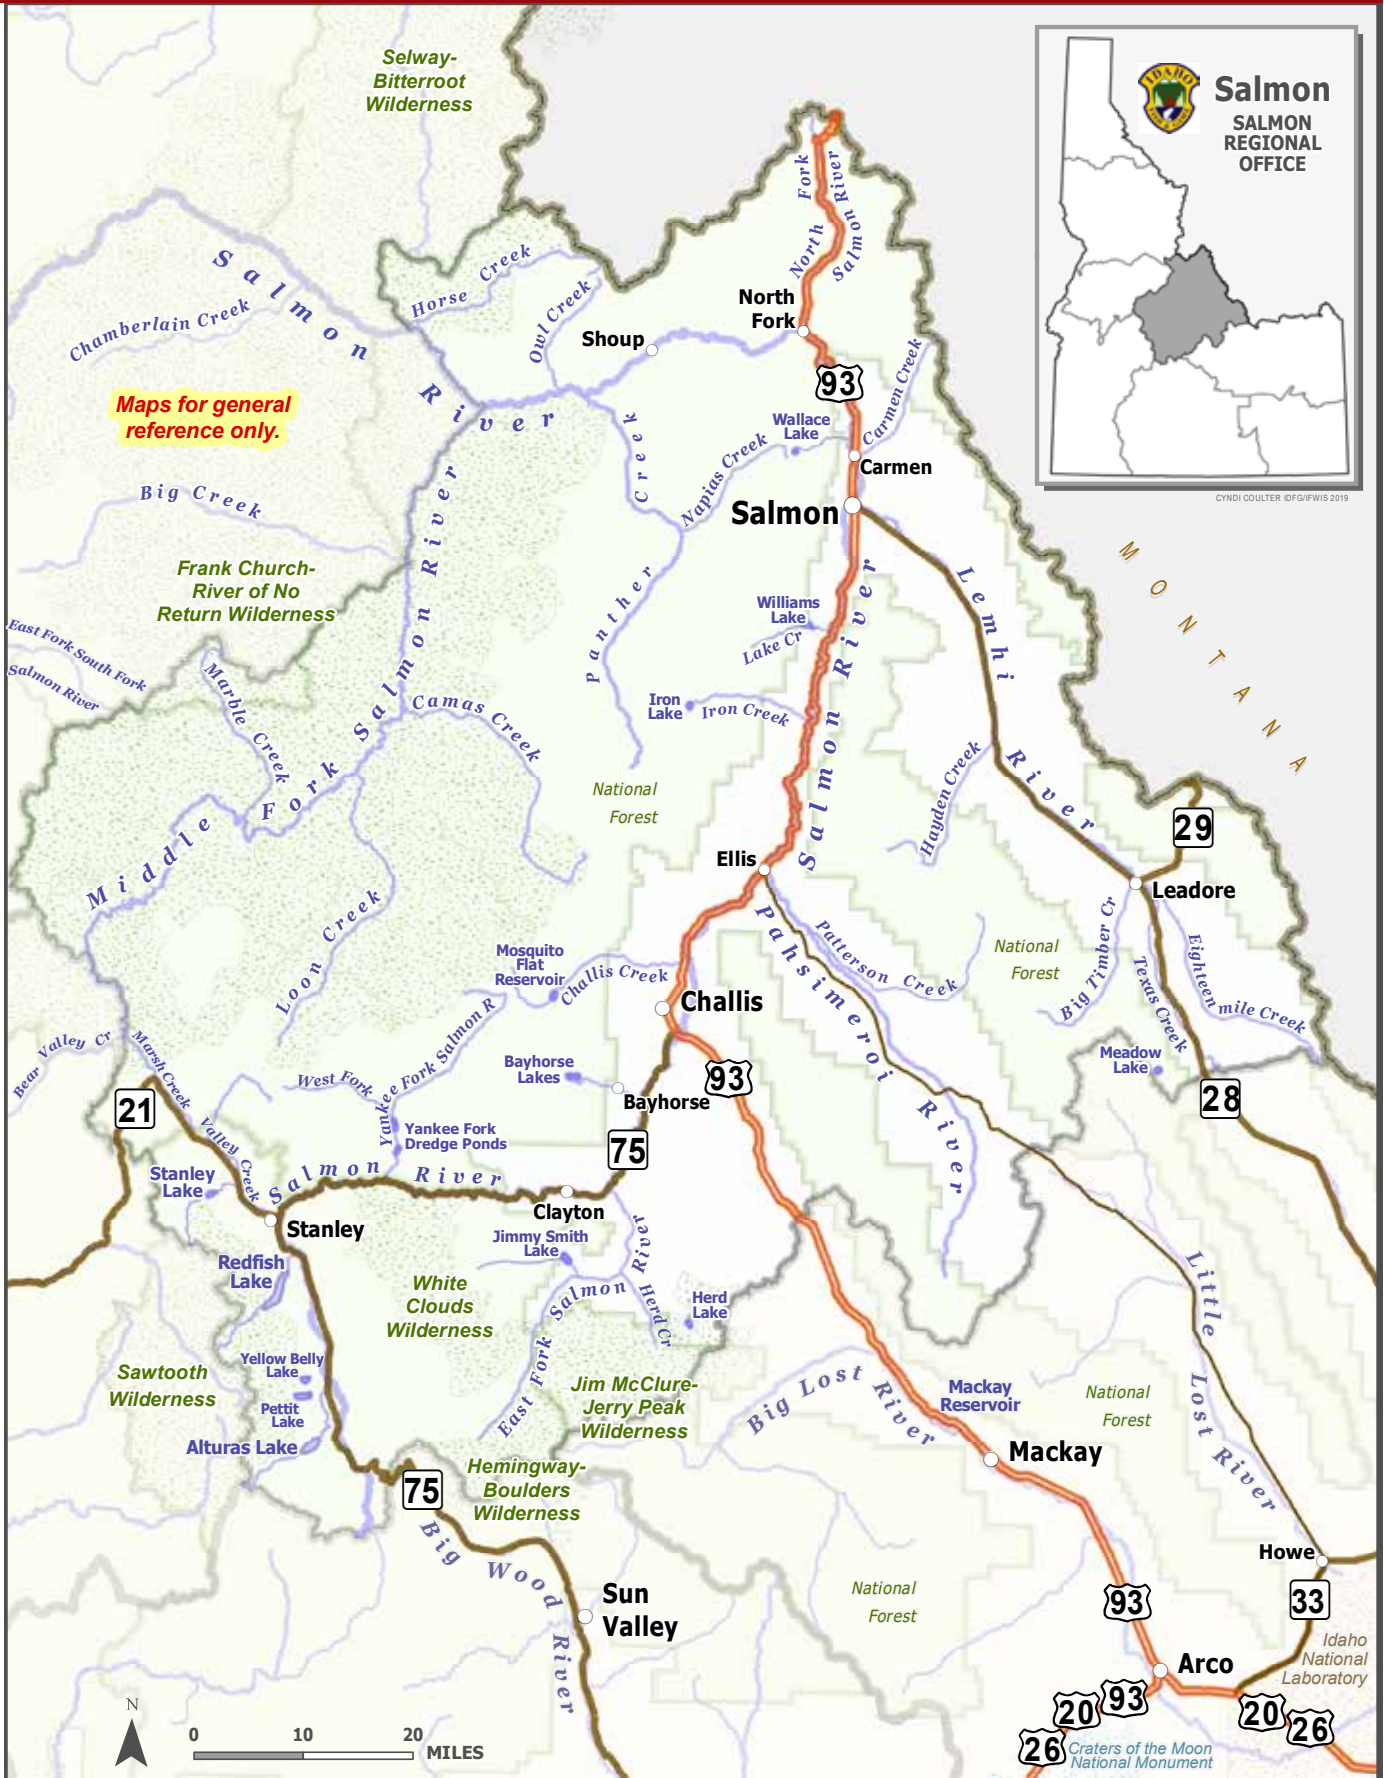 Selway-
Bitterroot
Wilderness
IDAHO
FISH & GAME
Salmon
SALMON
REGIONAL
OFFICE
CYNDI COULTER IDFG/IFWIS 2019
North Fork
Salmon River
Salmon River
Horse Creek
Chamberlain Creek
Owl Creek
North
Fork
Shoup
93
Carmen Creek
Maps for general
reference only.
Wallace
Lake
Creek
Napias Creek
Carmen
Big Creek
Salmon
MONTANA
Frank Church-
River of No
Return Wilderness
Lemhi River
Panther
Williams
Lake
Lake Cr
East Fork South Fork
Salmon River
Marble Creek
Middle Fork Salmon River
Camas Creek
Iron
Lake
Iron Creek
Salmon River
Hayden Creek
National
Forest
29
Ellis
Leadore
Loon Creek
Pahsimeroi River
Patterson Creek
National
Forest
Big Timber Cr
Texas Creek
Eighteen mile Creek
Mosquito
Flat
Reservoir
Challis Creek
Challis
Bear Valley Cr
Marsh Creek
West Fork
Yankee Fork Salmon R
Bayhorse
Lakes
Bayhorse
93
Meadow
Lake
28
21
Valley Creek
Yankee Fork
Dredge Ponds
75
Stanley
Lake
Salmon River
Clayton
Stanley
Jimmy Smith
Lake
Redfish
Lake
White
Clouds
Wilderness
East Fork Salmon River
Herd Cr
Herd
Lake
Little Lost River
Sawtooth
Wilderness
Yellow Belly
Lake
Pettit
Lake
Alturas Lake
Jim McClure-
Jerry Peak
Wilderness
Big Lost River
Mackay
Reservoir
National
Forest
Mackay
Hemingway-
Boulders
Wilderness
75
Big Wood River
Howe
Sun
Valley
National
Forest
93
33
Idaho
National
Laboratory
Arco
20
93
26
20
26
Craters of the Moon
National Monument
N
0 10 20
MILES